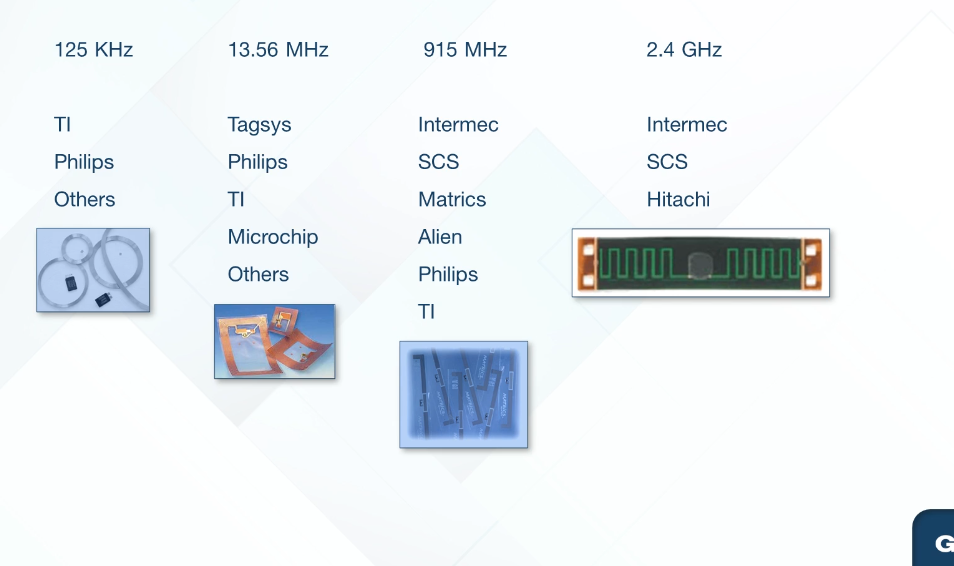 125 KHz
13.56 MHz
915 MHz
2.4 GHz
TI
Philips
Others
Tagsys
Philips
TI
Microchip
Others
Intermec
SCS
Matrics
Alien
Philips
TI
Intermec
SCS
Hitachi
G